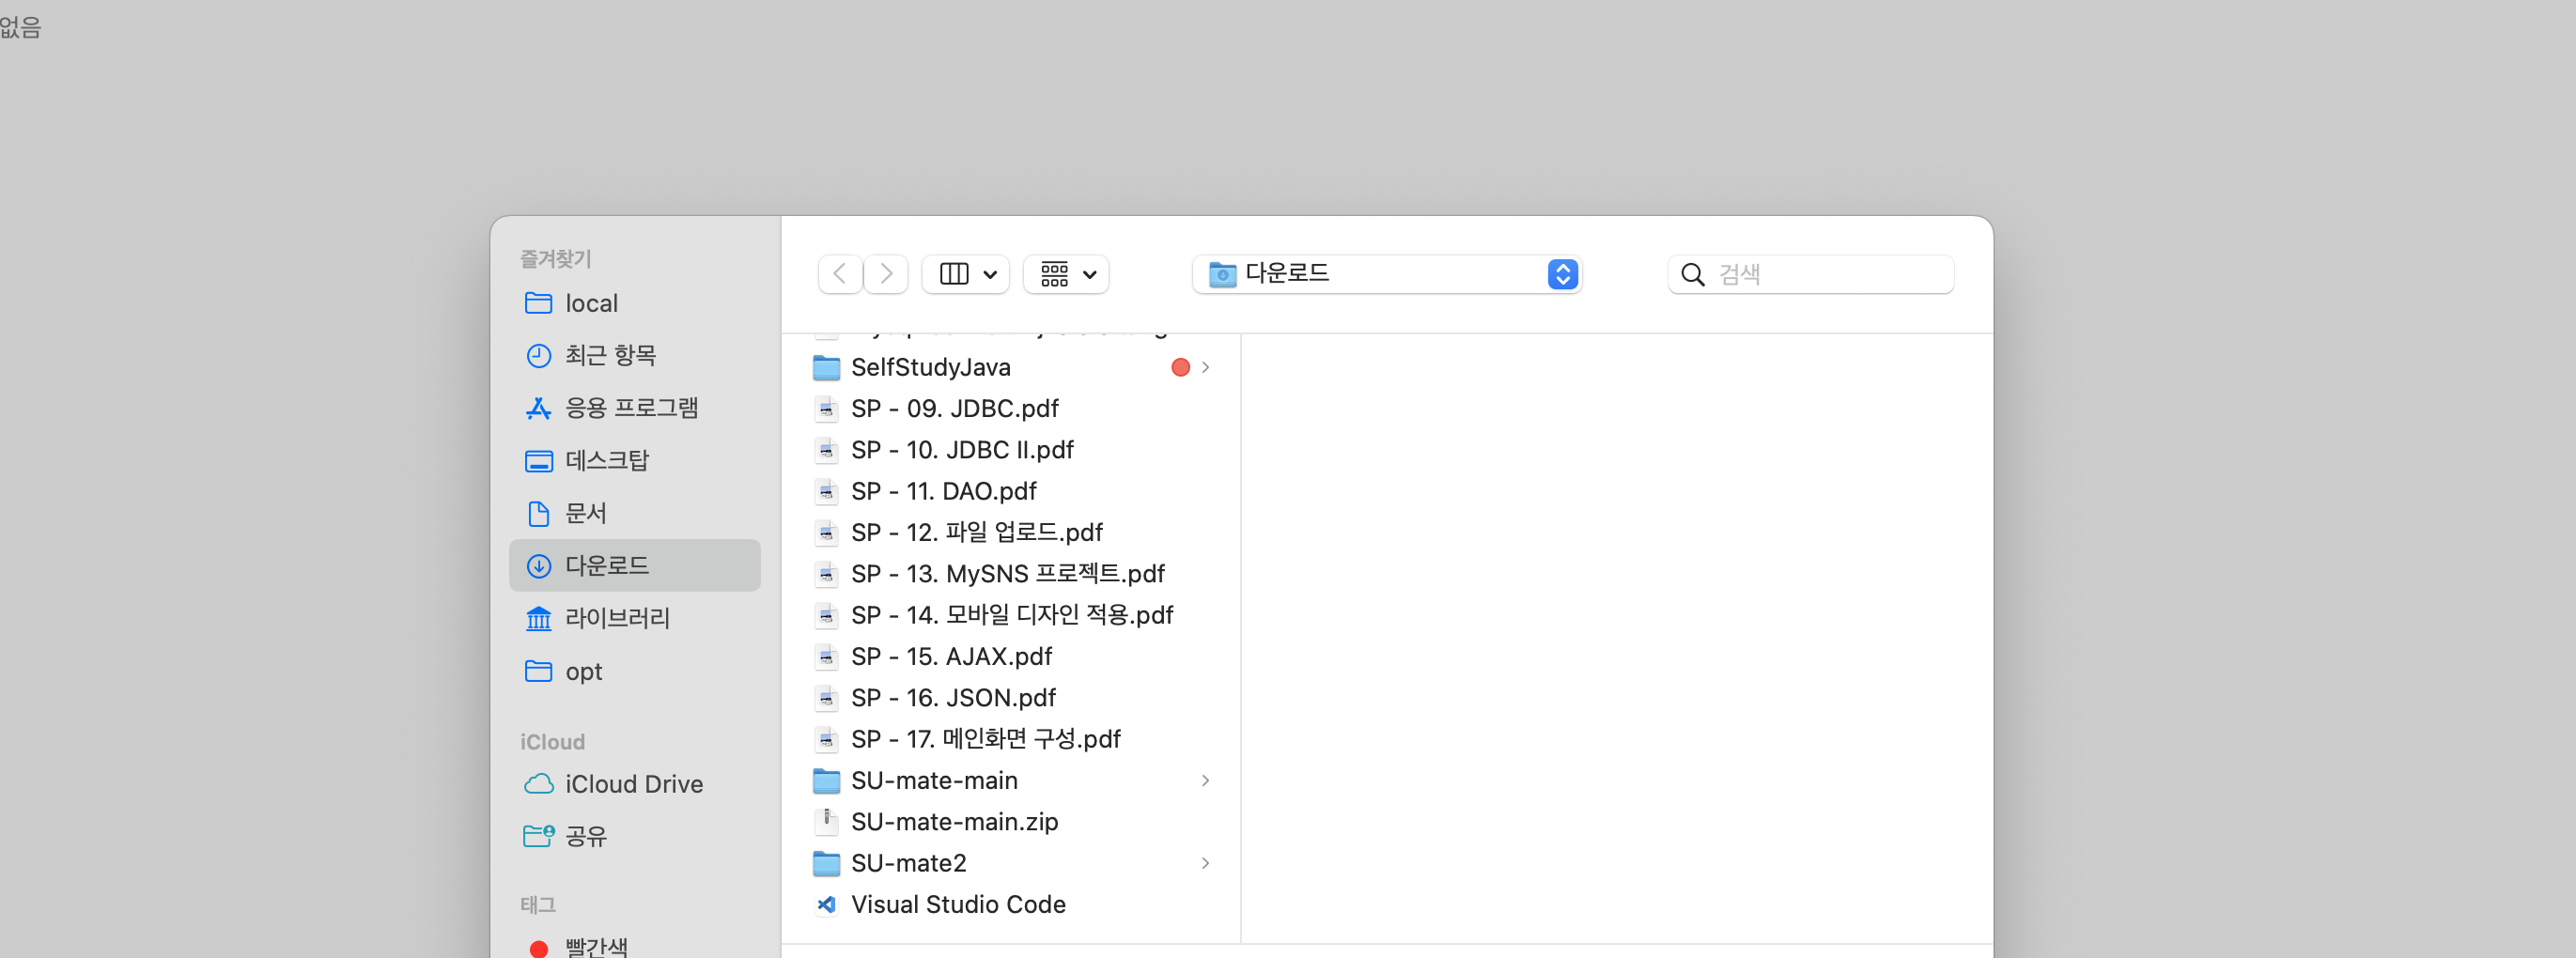 없음
즐겨찾기
local
최근 항목
응용 프로그램
데스크탑
문서
다운로드
라이브러리
opt
iCloud
iCloud Drive
공유
태그
빨간색
다운로드
검색
SelfStudyJava
SP - 09. JDBC.pdf
SP - 10. JDBC II.pdf
SP - 11. DAO.pdf
SP - 12. 파일 업로드.pdf
SP - 13. MySNS 프로젝트.pdf
SP - 14. 모바일 디자인 적용.pdf
SP - 15. AJAX.pdf
SP - 16. JSON.pdf
SP - 17. 메인화면 구성.pdf
SU-mate-main
SU-mate-main.zip
SU-mate2
Visual Studio Code